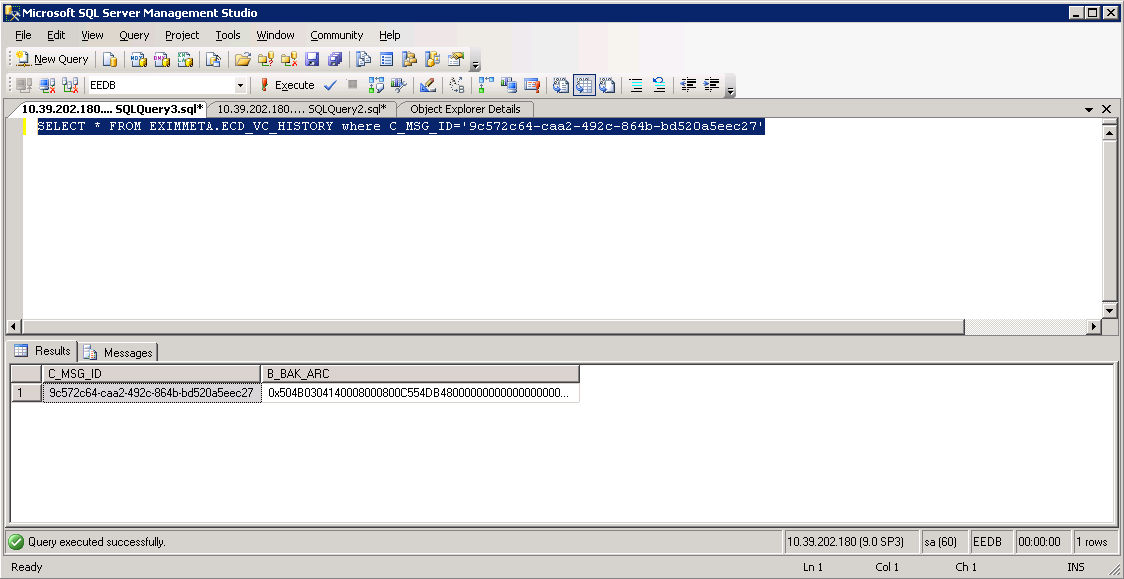 Microsoft SQL Server Management Studio
File Edit View Query Project Tools Window Community Help
New Query
EEDB Execute
10.39.202.180.... SQLQuery3.sql* 10.39.202.180.... SQLQuery2.sql* Object Explorer Details
SELECT * FROM EXIMMETA.ECD_VC_HISTORY where C_MSG_ID='9c572c64-caa2-492c-864b-bd520a5eec27'
Results Messages
C_MSG_ID B_BAK_ARC
1 9c572c64-caa2-492c-864b-bd520a5eec27 0x504B0304140008000800C554DB48000000000000000000...
Query executed successfully. 10.39.202.180 (9.0 SP3) sa (60) EEDB 00:00:00 1 rows
Ready Ln 1 Col 1 Ch 1 INS